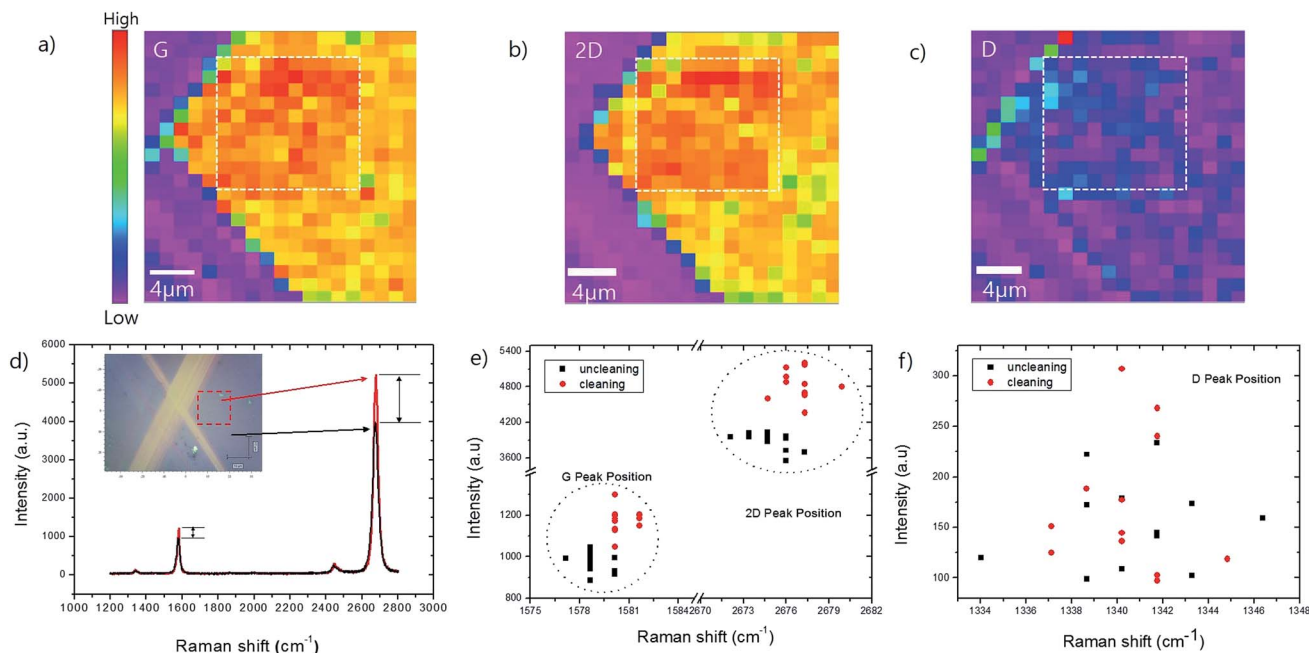 High
Low
a)
G
4μm
b)
2D
4μm
c)
D
4μm
d)
6000
5000
4000
3000
2000
1000
0
1000 1200 1400 1600 1800 2000 2200 2400 2600 2800 3000
Intensity (a.u.)
Raman shift (cm-1)
e)
5400
4800
4200
3600
1200
1000
800
uncleaning
cleaning
G Peak Position
2D Peak Position
1575 1578 1581 1584 2670 2673 2676 2679 2682
Intensity (a.u)
Raman shift (cm-1)
f)
300
250
200
150
100
uncleaning
cleaning
D Peak Position
1334 1336 1338 1340 1342 1344 1346 1348
Intensity (a.u)
Raman shift (cm-1)